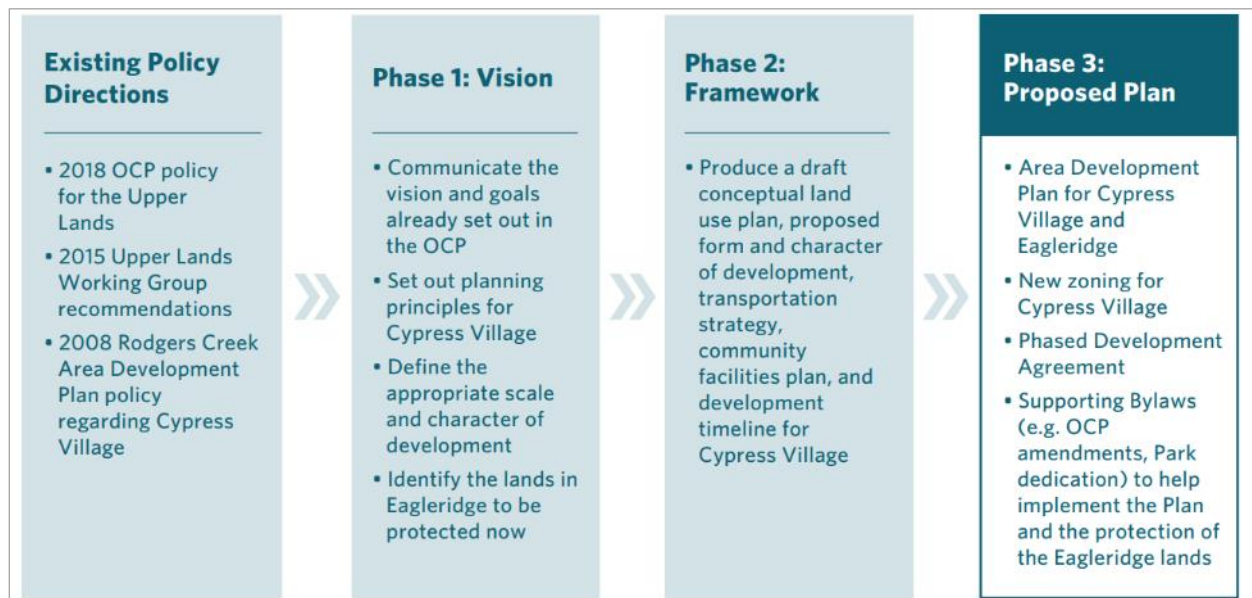 Existing Policy
Directions
• 2018 OCP policy
for the Upper
Lands
• 2015 Upper Lands
Working Group
recommendations
• 2008 Rodgers Creek
Area Development
Plan policy
regarding Cypress
Village
Phase 1: Vision
• Communicate the
vision and goals
already set out in
the OCP
• Set out planning
principles for
Cypress Village
• Define the
appropriate scale
and character of
development
• Identify the lands in
Eagleridge to be
protected now
Phase 2:
Framework
• Produce a draft
conceptual land
use plan, proposed
form and character
of development,
transportation
strategy,
community
facilities plan, and
development
timeline for
Cypress Village
Phase 3:
Proposed Plan
• Area Development
Plan for Cypress
Village and
Eagleridge
• New zoning for
Cypress Village
• Phased Development
Agreement
• Supporting Bylaws
(e.g. OCP
amendments, Park
dedication) to help
implement the Plan
and the protection of
the Eagleridge lands